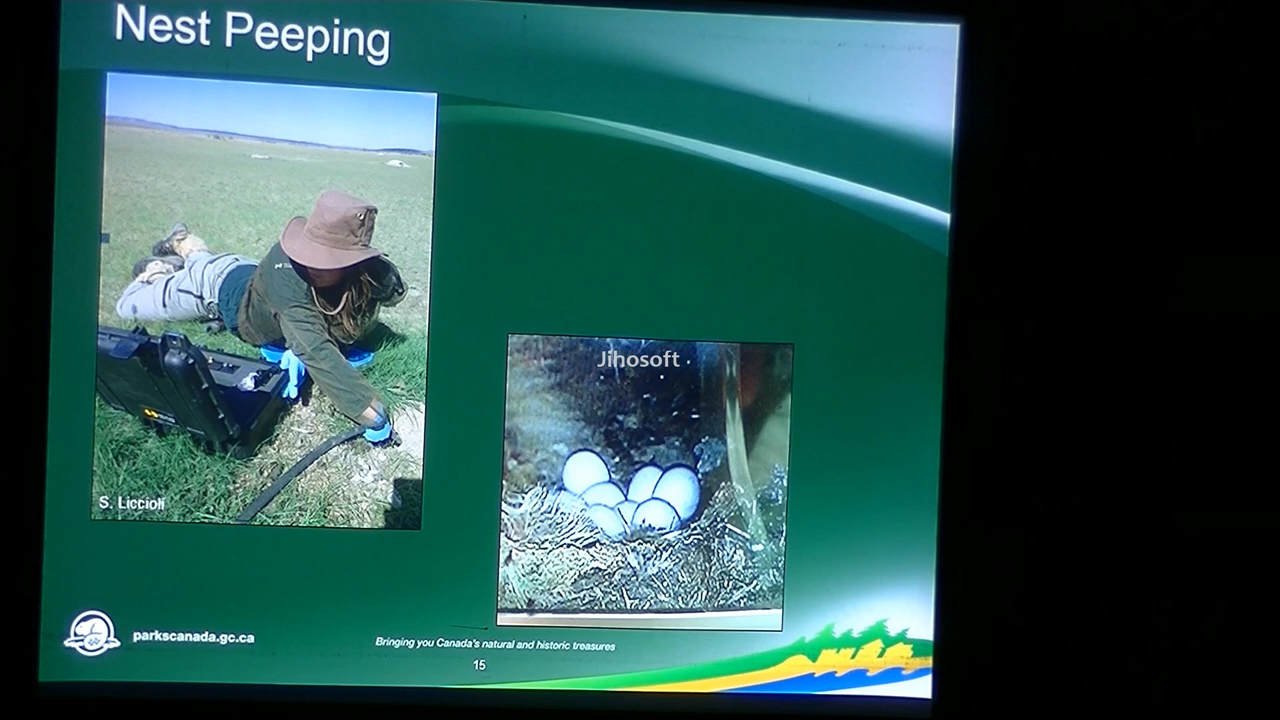 Nest Peeping
Jihosoft
S. Liccioli
parkscanada.gc.ca
Bringing you Canada's natural and historic treasures
15